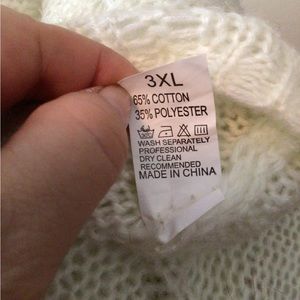 3XL
65% COTTON
35% POLYESTER
WASH SEPARATELY
PROFESSIONAL
DRY CLEAN
RECOMMENDED
MADE IN CHINA